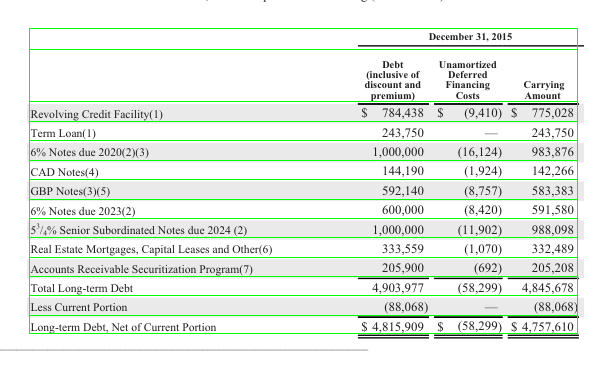 December 31, 2015
Debt (inclusive of discount and premium) Unamortized Deferred Financing Costs Carrying Amount
Revolving Credit Facility(1) $ 784,438 $ (9,410) $ 775,028
Term Loan(1) 243,750 — 243,750
6% Notes due 2020(2)(3) 1,000,000 (16,124) 983,876
CAD Notes(4) 144,190 (1,924) 142,266
GBP Notes(3)(5) 592,140 (8,757) 583,383
6% Notes due 2023(2) 600,000 (8,420) 591,580
5³/₄% Senior Subordinated Notes due 2024 (2) 1,000,000 (11,902) 988,098
Real Estate Mortgages, Capital Leases and Other(6) 333,559 (1,070) 332,489
Accounts Receivable Securitization Program(7) 205,900 (692) 205,208
Total Long-term Debt 4,903,977 (58,299) 4,845,678
Less Current Portion (88,068) — (88,068)
Long-term Debt, Net of Current Portion $ 4,815,909 $ (58,299) $ 4,757,610